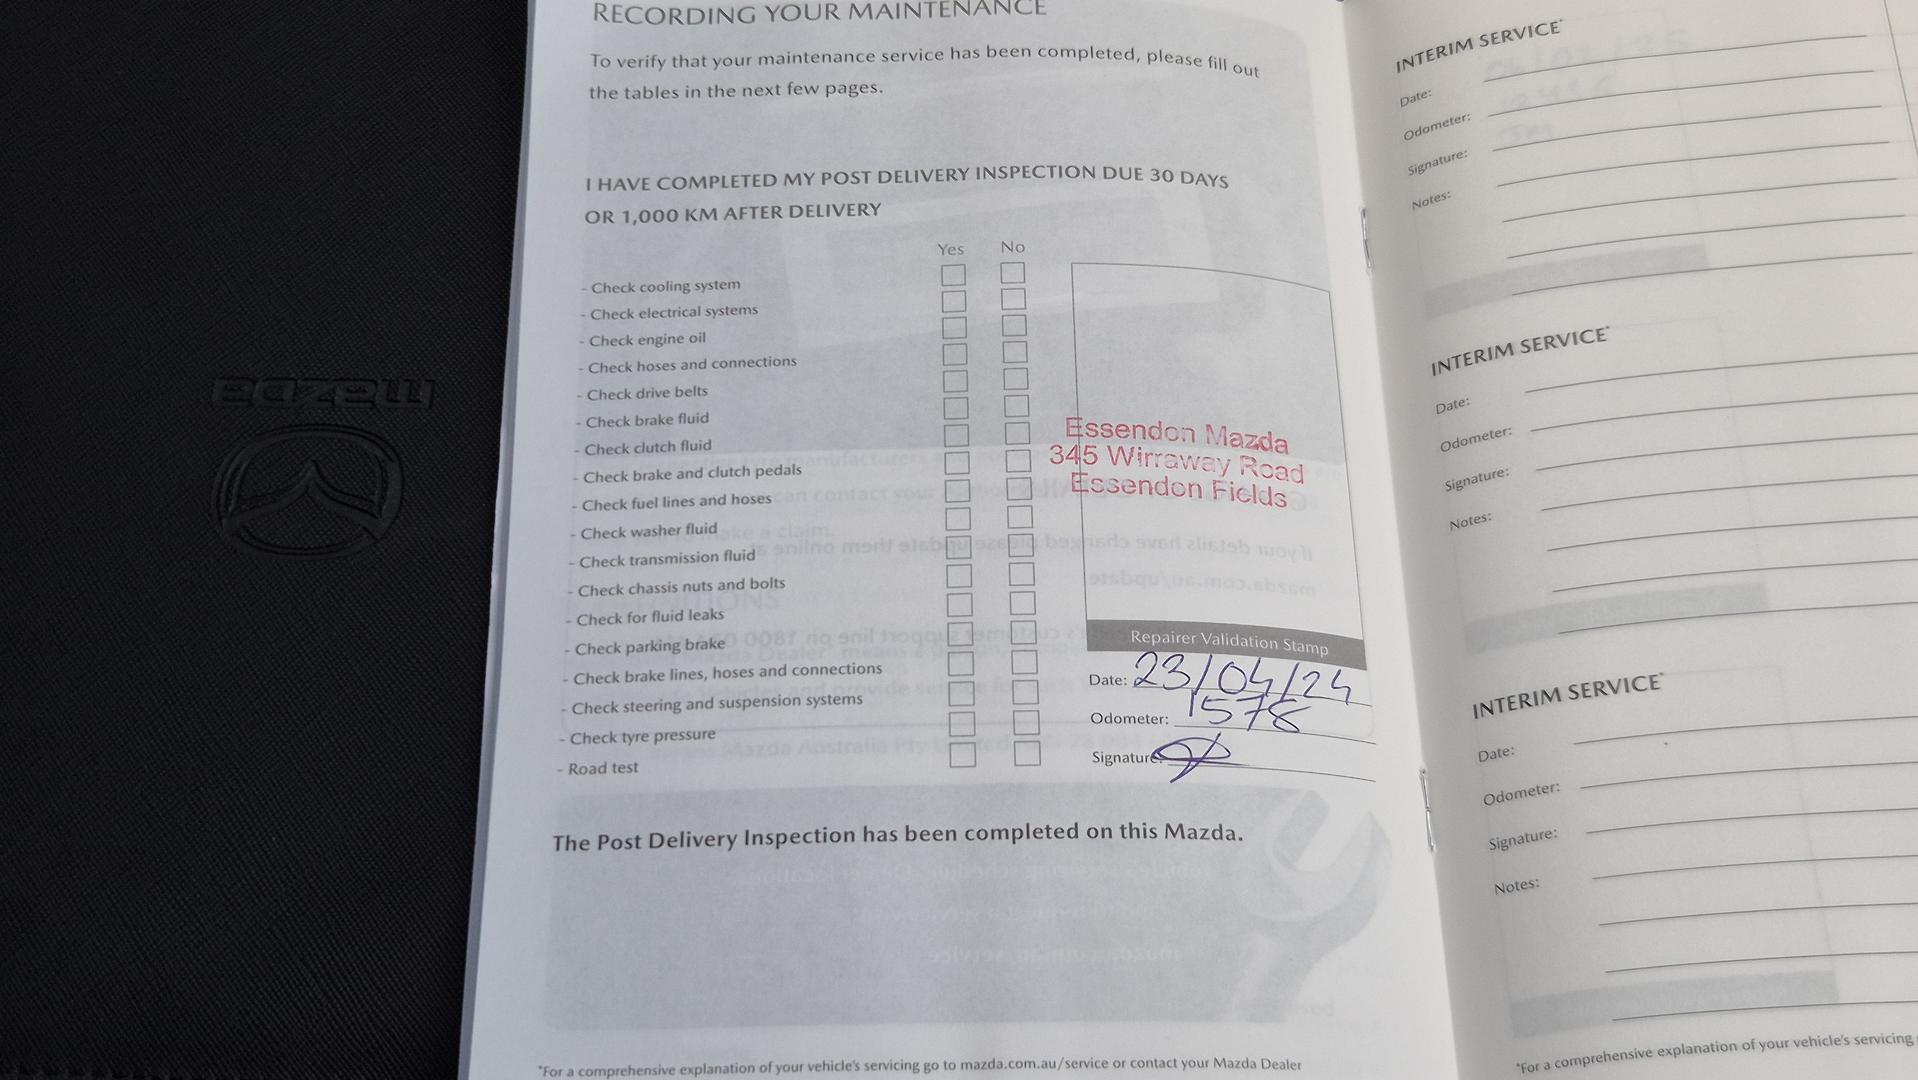 RECORDING YOUR MAINTENANCE
To verify that your maintenance service has been completed, please fill out
the tables in the next few pages.
I HAVE COMPLETED MY POST DELIVERY INSPECTION DUE 30 DAYS
OR 1,000 KM AFTER DELIVERY
Yes No
- Check cooling system
- Check electrical systems
- Check engine oil
- Check hoses and connections
- Check drive belts
- Check brake fluid
- Check clutch fluid
- Check brake and clutch pedals
- Check fuel lines and hoses
- Check washer fluid
- Check transmission fluid
- Check chassis nuts and bolts
- Check for fluid leaks
- Check parking brake
- Check brake lines, hoses and connections
- Check steering and suspension systems
- Check tyre pressure
- Road test
Essendon Mazda
345 Wirraway Road
Essendon Fields
Repairer Validation Stamp
Date: 23/04/24
Odometer: 1578
Signature:
The Post Delivery Inspection has been completed on this Mazda.
*For a comprehensive explanation of your vehicle's servicing go to mazda.com.au/service or contact your Mazda Dealer
INTERIM SERVICE*
Date:
Odometer:
Signature:
Notes:
INTERIM SERVICE*
Date:
Odometer:
Signature:
Notes:
INTERIM SERVICE*
Date:
Odometer:
Signature:
Notes:
*For a comprehensive explanation of your vehicle's servicing
mazda